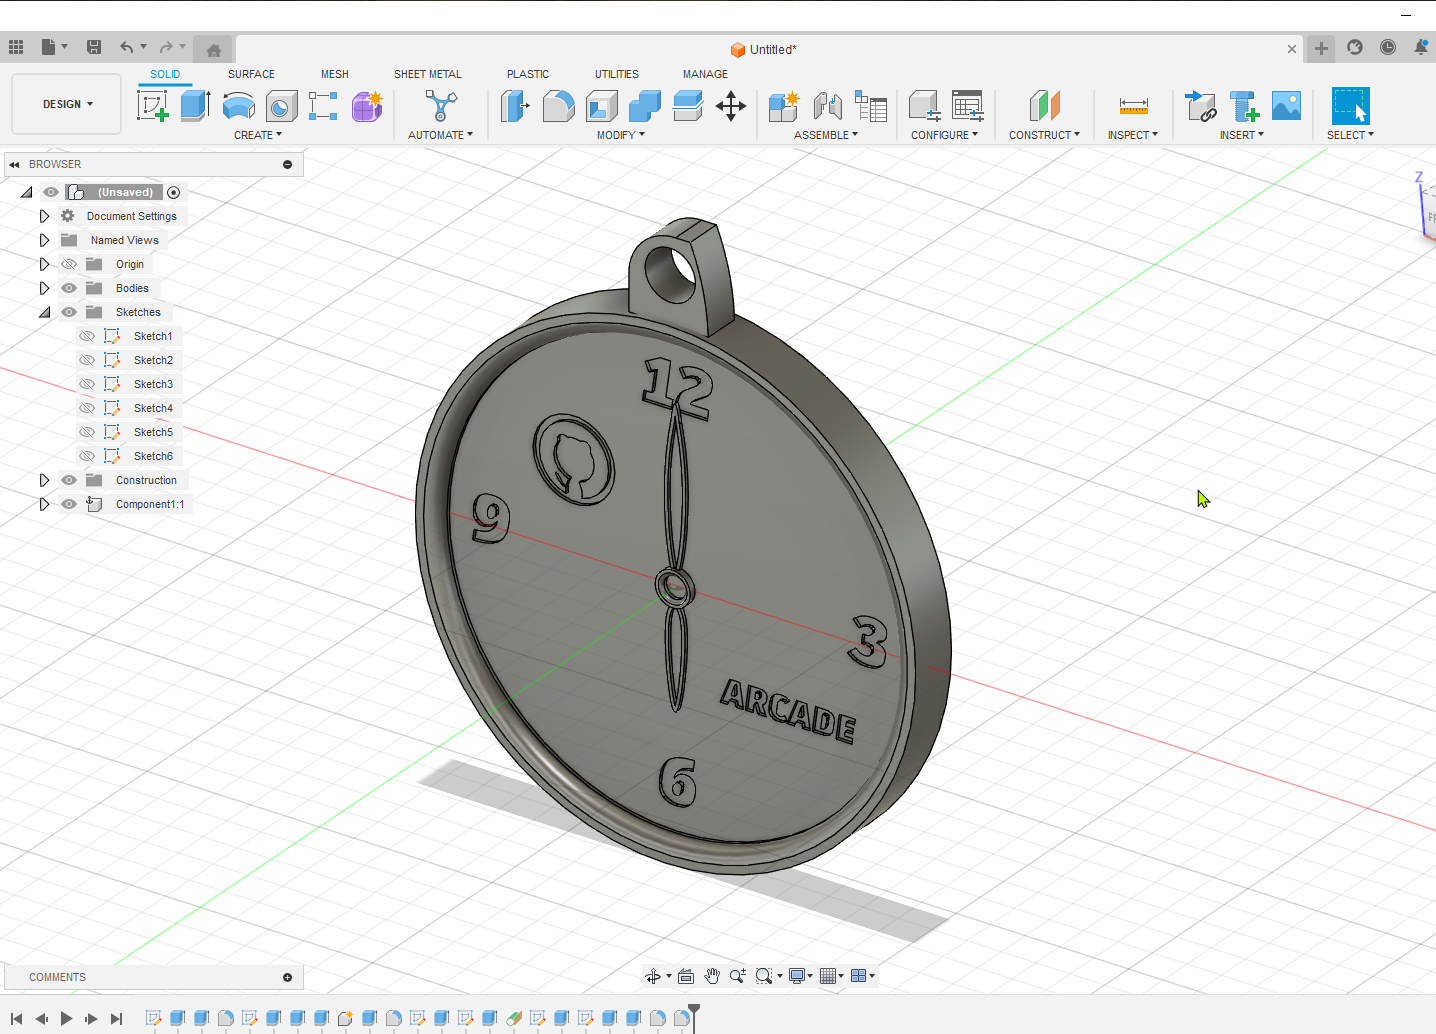 Untitled*
SOLID SURFACE MESH SHEET METAL PLASTIC UTILITIES MANAGE
DESIGN
CREATE AUTOMATE MODIFY ASSEMBLE CONFIGURE CONSTRUCT INSPECT INSERT SELECT
BROWSER
(Unsaved)
Document Settings
Named Views
Origin
Bodies
Sketches
Sketch1
Sketch2
Sketch3
Sketch4
Sketch5
Sketch6
Construction
Component1:1
Z
12
9
3
ARCADE
6
COMMENTS